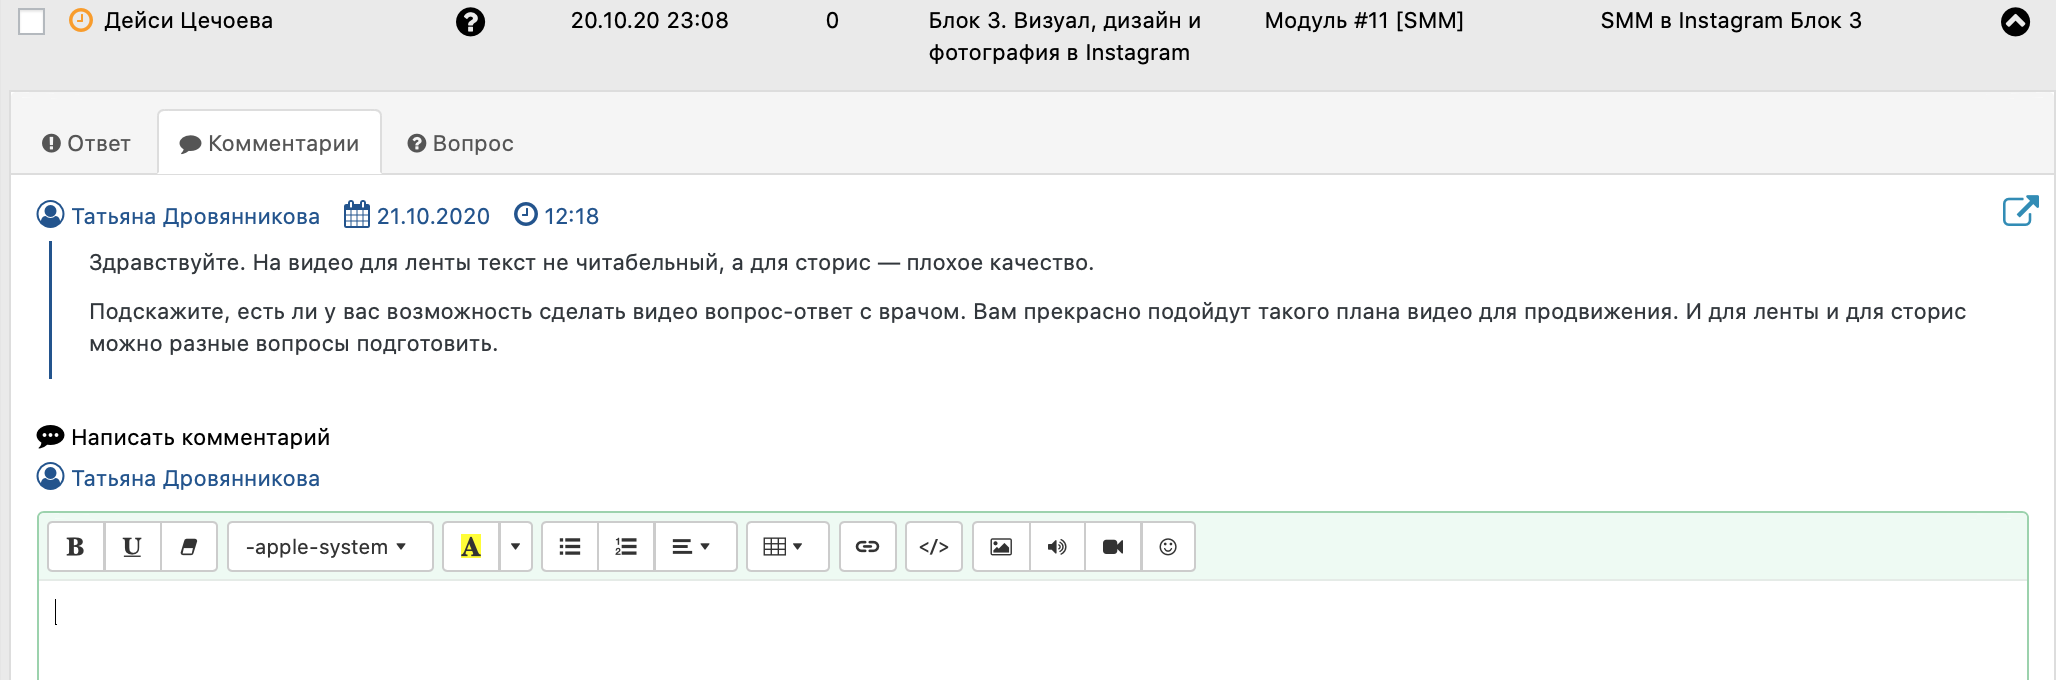 Дейси Цечоева 20.10.20 23:08 0 Блок 3. Визуал, дизайн и Модуль #11 [SMM] SMM в Instagram Блок 3
фотография в Instagram
Ответ Комментарии Вопрос
Татьяна Дровянникова 21.10.2020 12:18
Здравствуйте. На видео для ленты текст не читабельный, а для сторис — плохое качество.
Подскажите, есть ли у вас возможность сделать видео вопрос-ответ с врачом. Вам прекрасно подойдут такого плана видео для продвижения. И для ленты и для сторис
можно разные вопросы подготовить.
Написать комментарий
Татьяна Дровянникова
B U -apple-system A </>